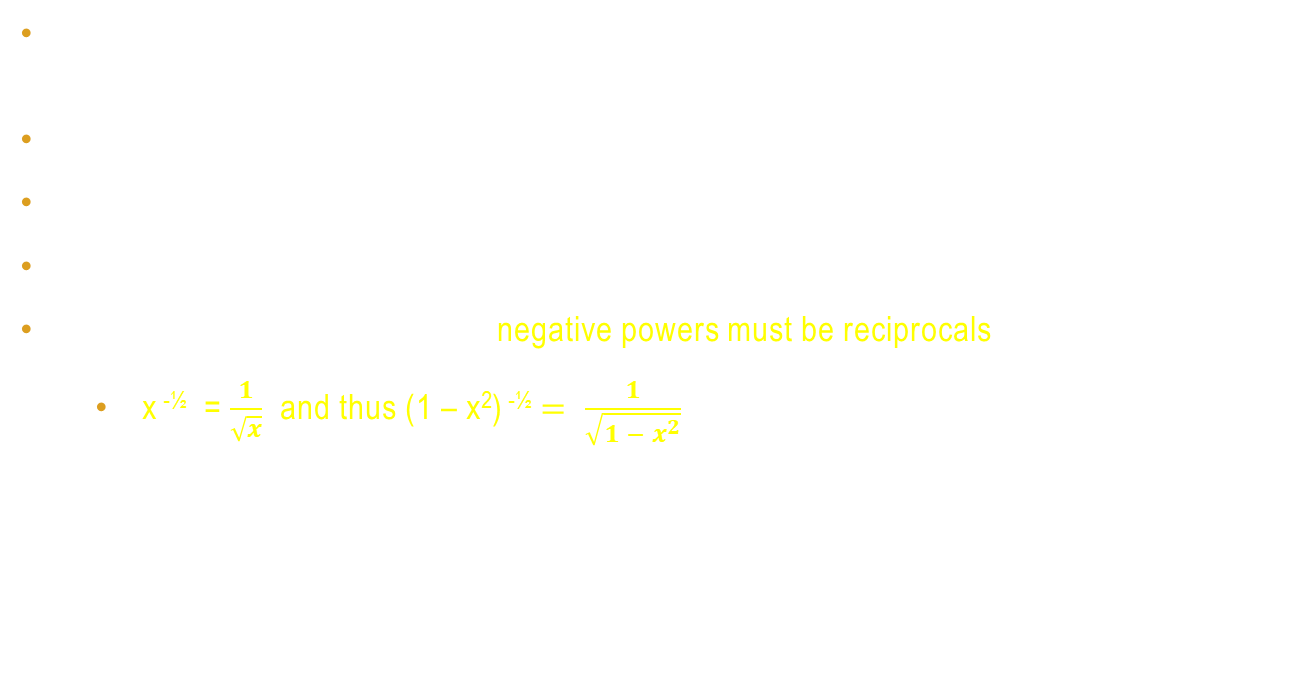 •
•
•
•
• negative powers must be reciprocals
• x⁻½ = 1/√x and thus (1 – x²)⁻½ = 1/√(1 − x²)